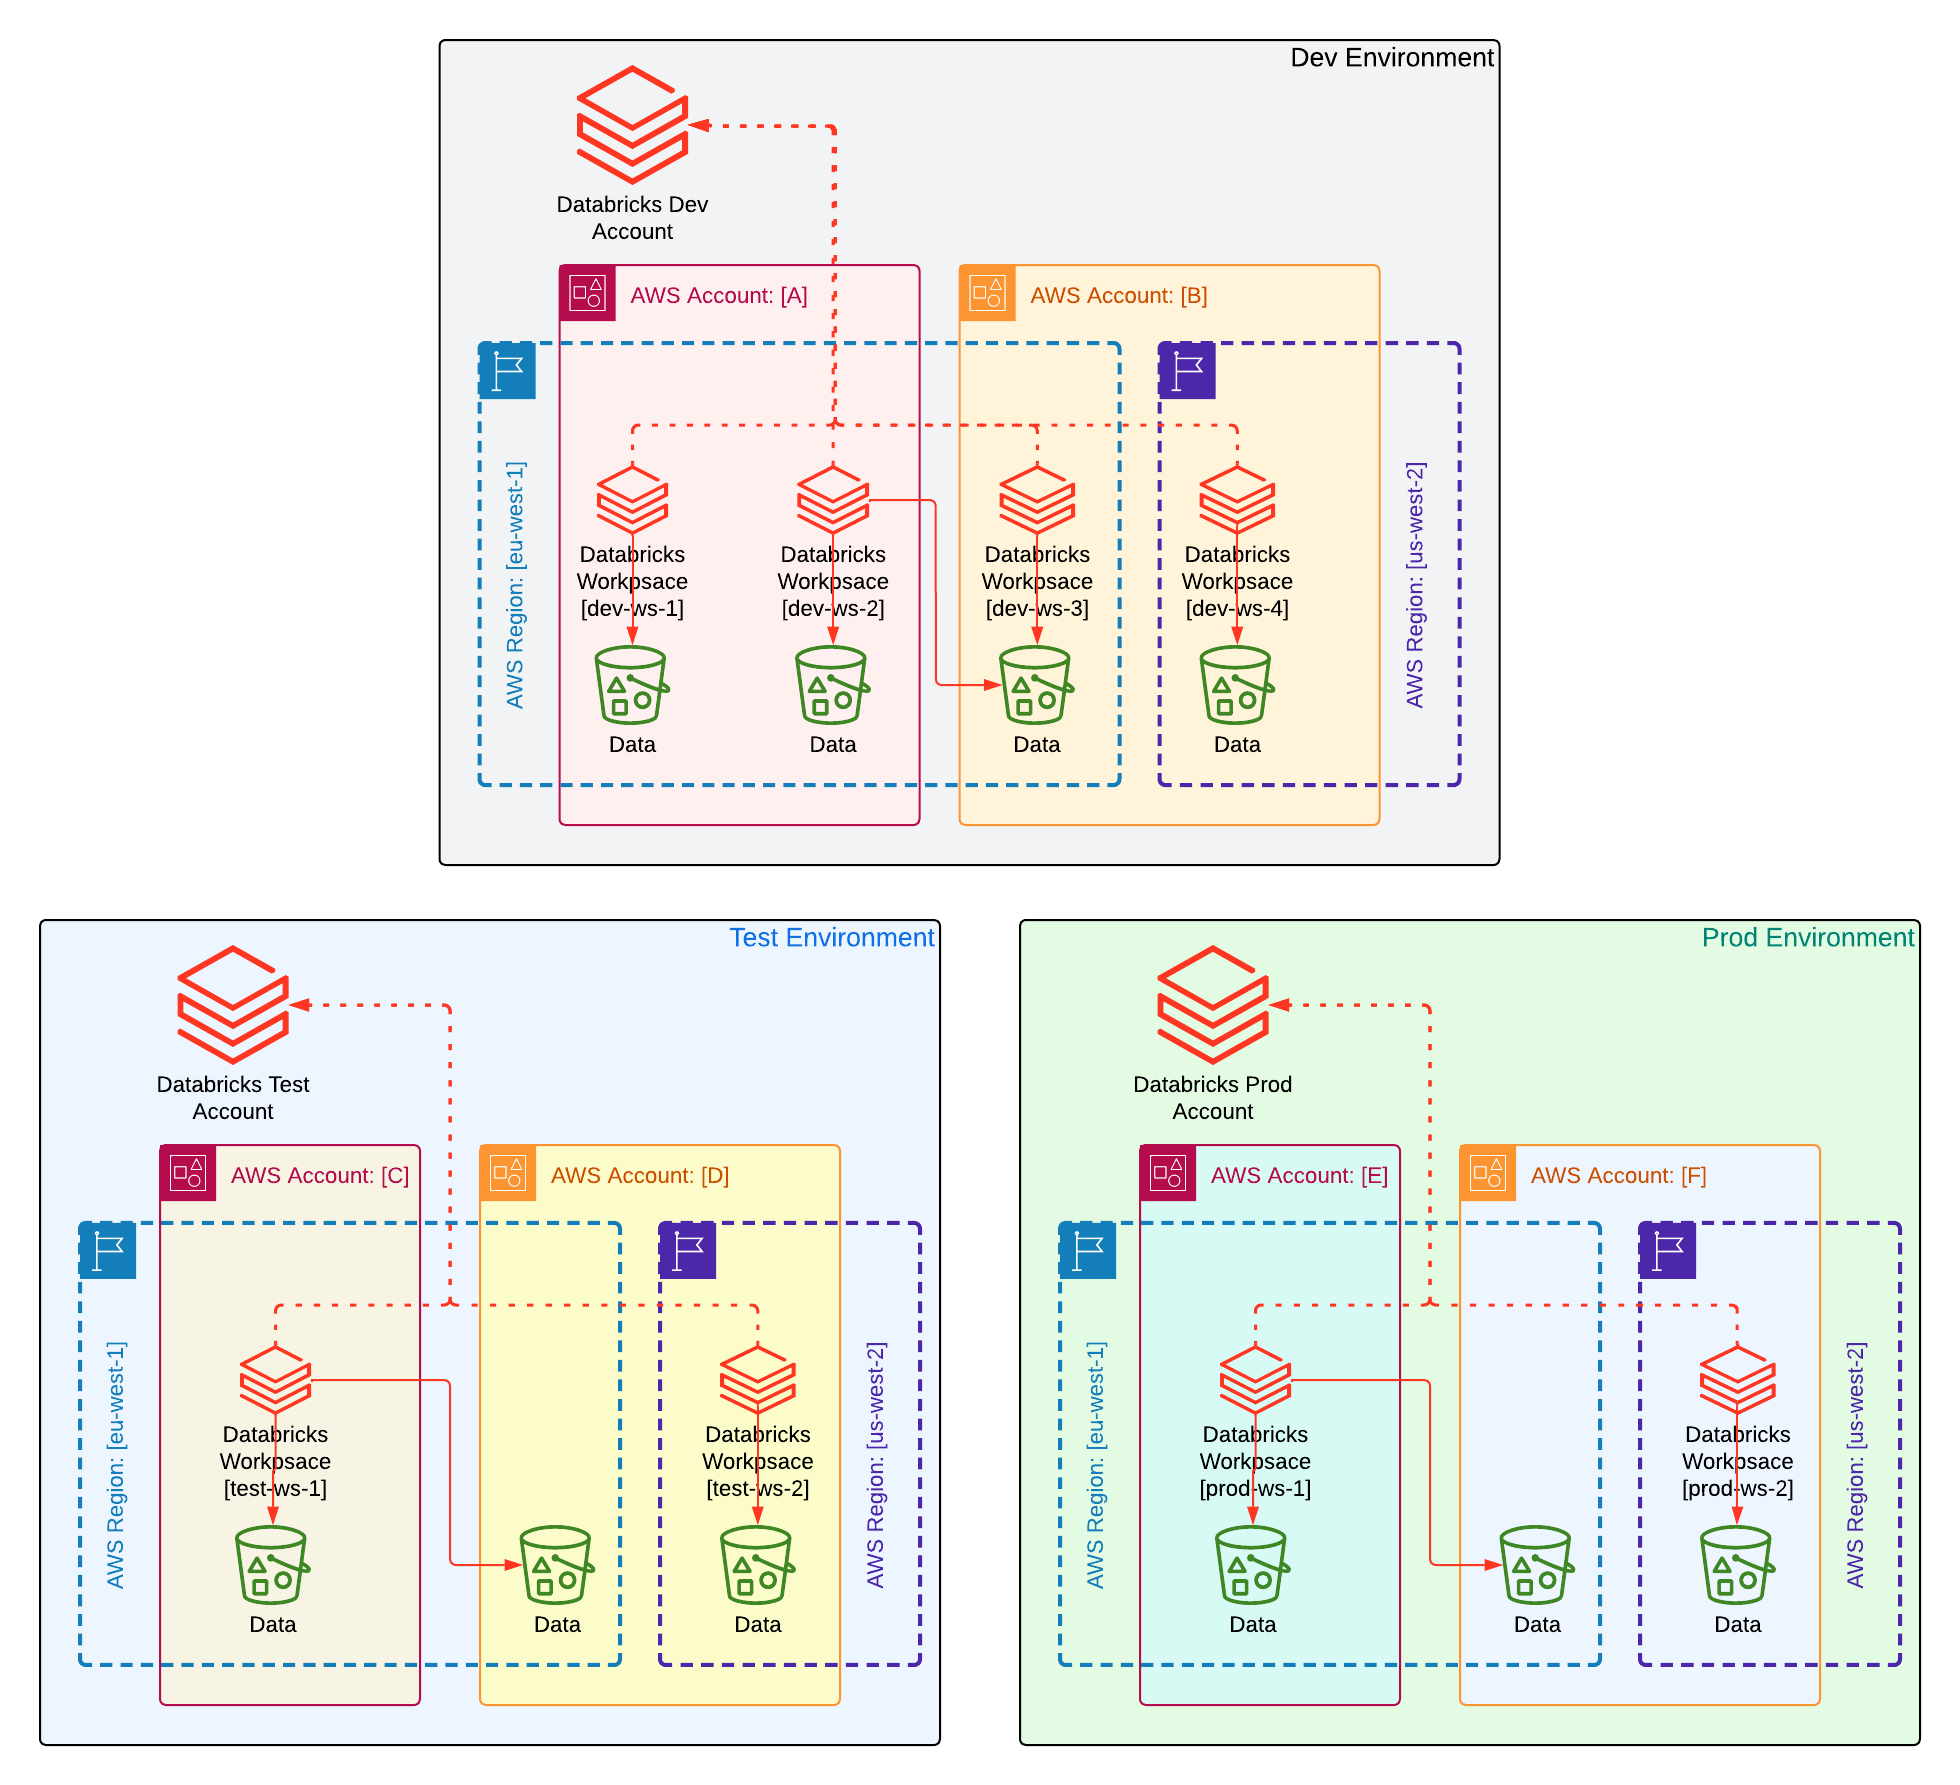 Dev Environment
Databricks Dev
Account
AWS Account: [A]
AWS Account: [B]
AWS Region: [eu-west-1]
Databricks
Workpsace
[dev-ws-1]
Data
Databricks
Workpsace
[dev-ws-2]
Data
Databricks
Workpsace
[dev-ws-3]
Data
Databricks
Workpsace
[dev-ws-4]
Data
AWS Region: [us-west-2]
Test Environment
Databricks Test
Account
AWS Account: [C]
AWS Account: [D]
AWS Region: [eu-west-1]
Databricks
Workpsace
[test-ws-1]
Data
Data
Databricks
Workpsace
[test-ws-2]
Data
AWS Region: [us-west-2]
Prod Environment
Databricks Prod
Account
AWS Account: [E]
AWS Account: [F]
AWS Region: [eu-west-1]
Databricks
Workpsace
[prod-ws-1]
Data
Data
Databricks
Workpsace
[prod-ws-2]
Data
AWS Region: [us-west-2]